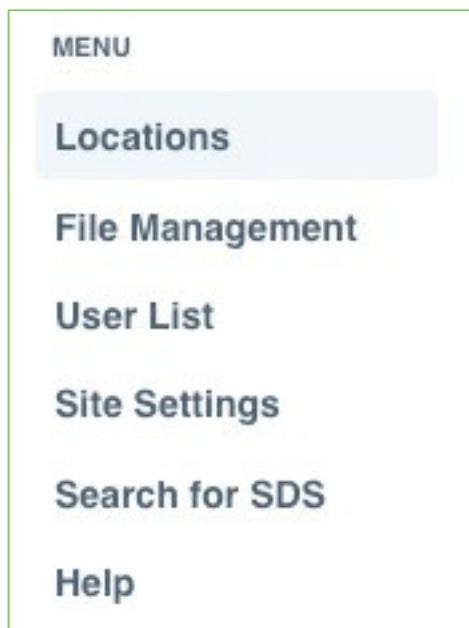 MENU
Locations
File Management
User List
Site Settings
Search for SDS
Help